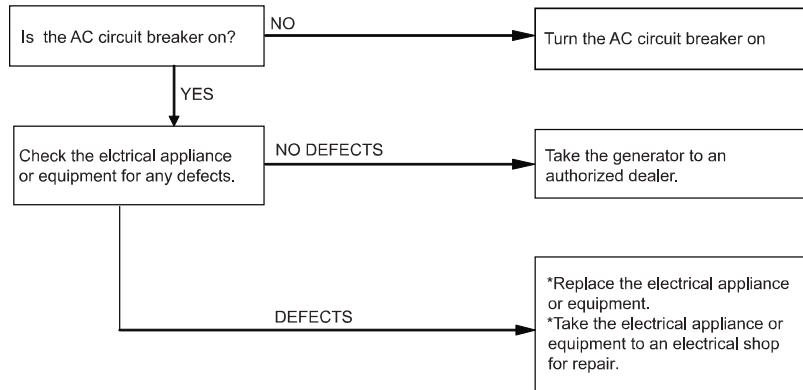 Is the AC circuit breaker on?
NO
Turn the AC circuit breaker on
YES
Check the elctrical appliance
or equipment for any defects.
NO DEFECTS
Take the generator to an
authorized dealer.
DEFECTS
*Replace the electrical appliance
or equipment.
*Take the electrical appliance or
equipment to an electrical shop
for repair.